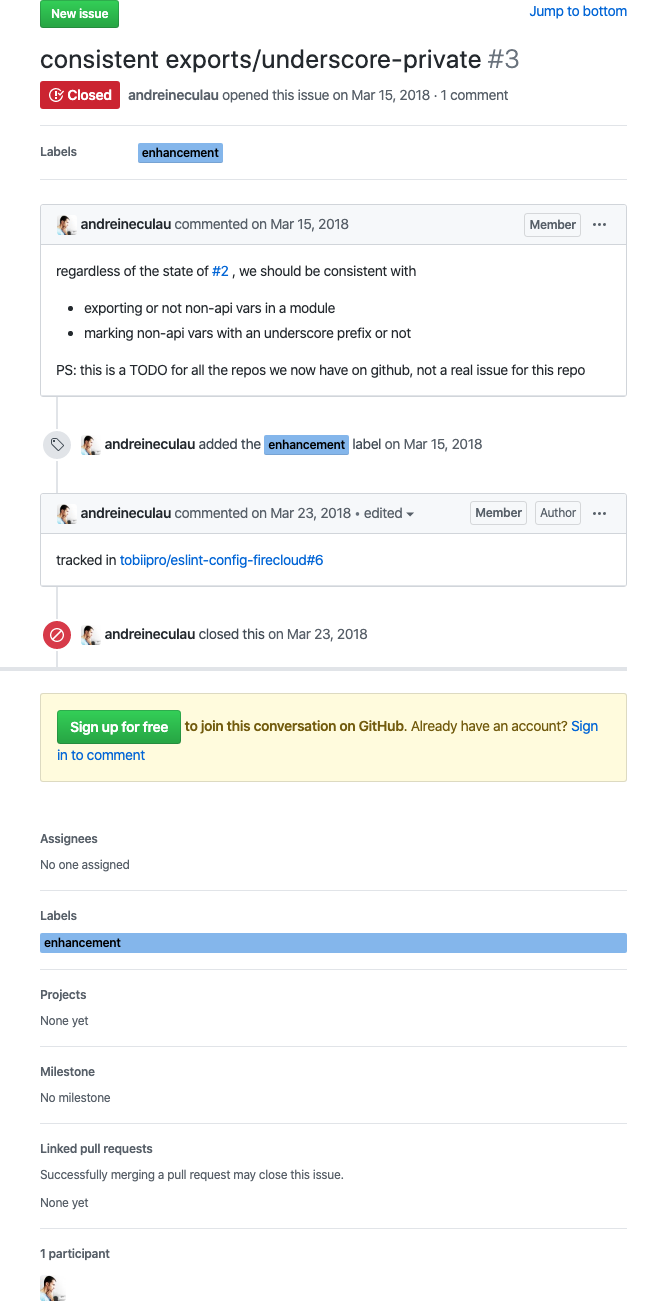 New issue
Jump to bottom
consistent exports/underscore-private #3
Closed andreineculau opened this issue on Mar 15, 2018 · 1 comment
Labels enhancement
andreineculau commented on Mar 15, 2018 Member ···
regardless of the state of #2 , we should be consistent with
• exporting or not non-api vars in a module
• marking non-api vars with an underscore prefix or not
PS: this is a TODO for all the repos we now have on github, not a real issue for this repo
andreineculau added the enhancement label on Mar 15, 2018
andreineculau commented on Mar 23, 2018 • edited Member Author ···
tracked in tobiipro/eslint-config-firecloud#6
andreineculau closed this on Mar 23, 2018
Sign up for free to join this conversation on GitHub. Already have an account? Sign
in to comment
Assignees
No one assigned
Labels
enhancement
Projects
None yet
Milestone
No milestone
Linked pull requests
Successfully merging a pull request may close this issue.
None yet
1 participant